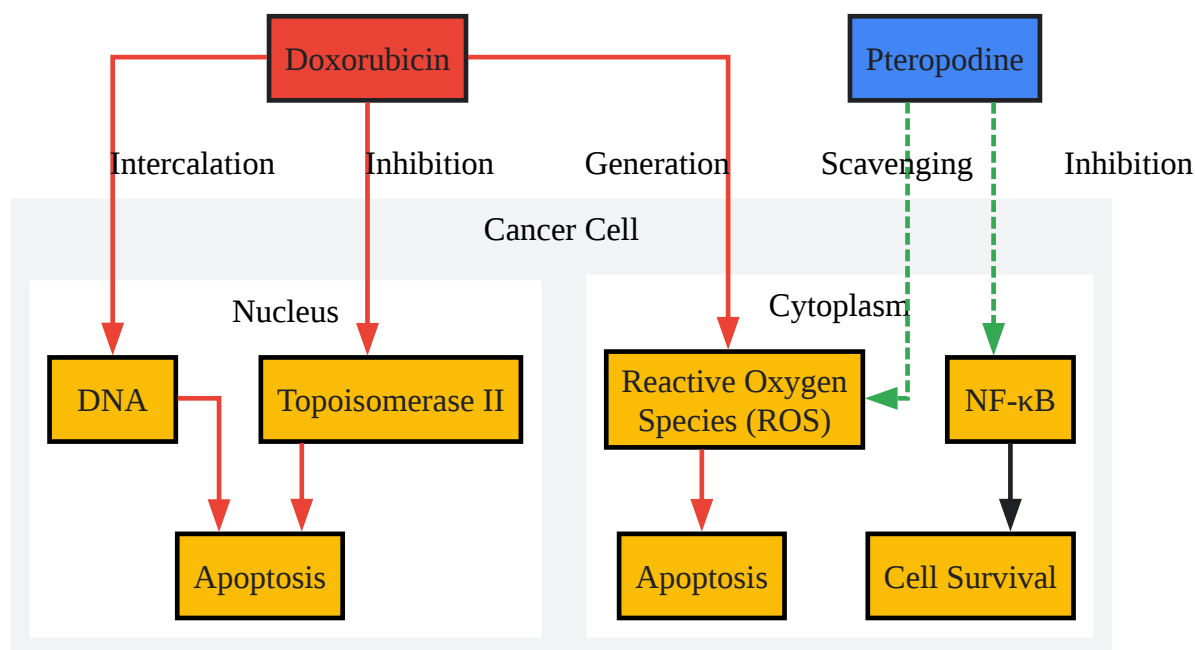 Doxorubicin
Pteropodine
Intercalation
Inhibition
Generation
Scavenging
Inhibition
Cancer Cell
Nucleus
Cytoplasm
DNA
Topoisomerase II
Reactive Oxygen
Species (ROS)
NF-κB
Apoptosis
Apoptosis
Cell Survival